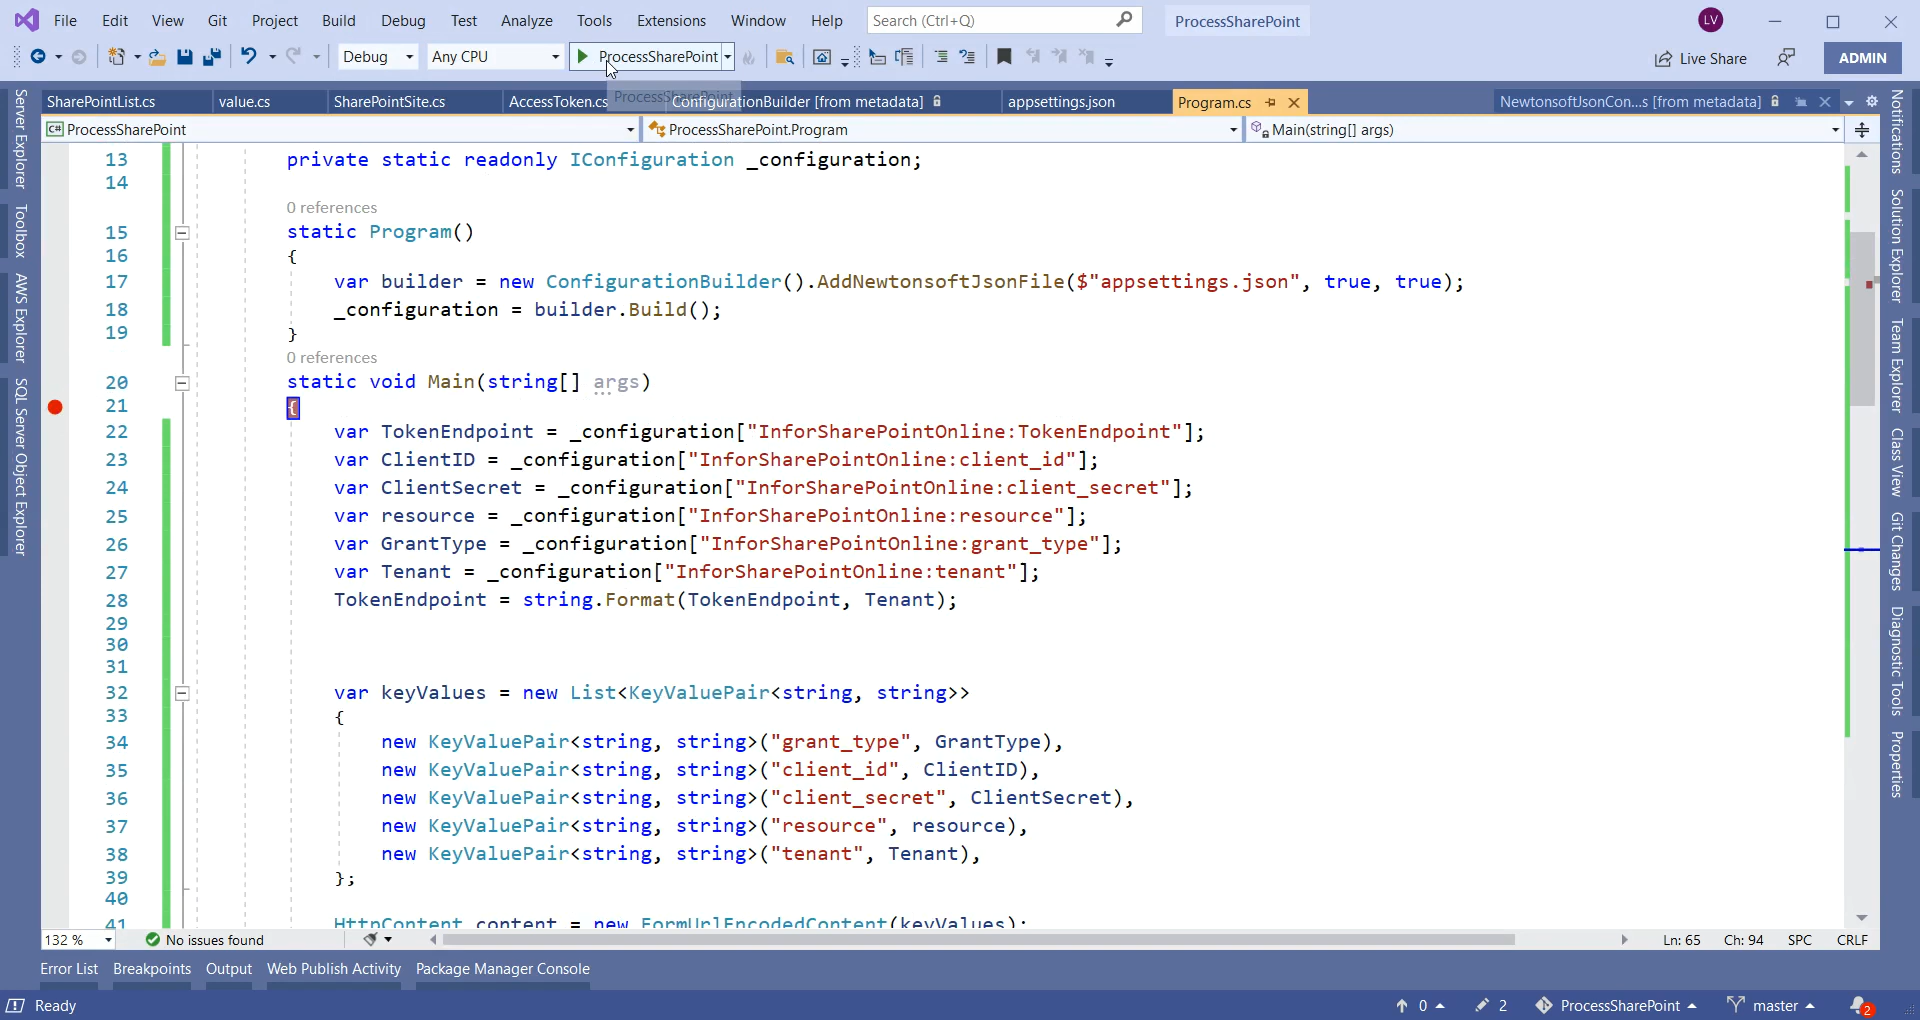 File Edit View Git Project Build Debug Test Analyze Tools Extensions Window Help Search (Ctrl+Q) ProcessSharePoint LV
Debug Any CPU ProcessSharePoint Live Share ADMIN
SharePointList.cs value.cs SharePointSite.cs AccessToken.cs ConfigurationBuilder [from metadata] appsettings.json Program.cs NewtonsoftJsonCon...s [from metadata]
ProcessSharePoint
ProcessSharePoint ProcessSharePoint.Program Main(string[] args)
13 private static readonly IConfiguration _configuration;
14
0 references
15 static Program()
16 {
17 var builder = new ConfigurationBuilder().AddNewtonsoftJsonFile($"appsettings.json", true, true);
18 _configuration = builder.Build();
19 }
0 references
20 static void Main(string[] args)
21 {
22 var TokenEndpoint = _configuration["InforSharePointOnline:TokenEndpoint"];
23 var ClientID = _configuration["InforSharePointOnline:client_id"];
24 var ClientSecret = _configuration["InforSharePointOnline:client_secret"];
25 var resource = _configuration["InforSharePointOnline:resource"];
26 var GrantType = _configuration["InforSharePointOnline:grant_type"];
27 var Tenant = _configuration["InforSharePointOnline:tenant"];
28 TokenEndpoint = string.Format(TokenEndpoint, Tenant);
29
30
31
32 var keyValues = new List<KeyValuePair<string, string>>
33 {
34 new KeyValuePair<string, string>("grant_type", GrantType),
35 new KeyValuePair<string, string>("client_id", ClientID),
36 new KeyValuePair<string, string>("client_secret", ClientSecret),
37 new KeyValuePair<string, string>("resource", resource),
38 new KeyValuePair<string, string>("tenant", Tenant),
39 };
40
41 HttpContent content = new FormUrlEncodedContent(keyValues);
132 % No issues found Ln: 65 Ch: 94 SPC CRLF
Error List Breakpoints Output Web Publish Activity Package Manager Console
Ready 0 2 ProcessSharePoint master 2
Server Explorer
Toolbox
AWS Explorer
SQL Server Object Explorer
Notifications
Solution Explorer
Team Explorer
Class View
Git Changes
Diagnostic Tools
Properties